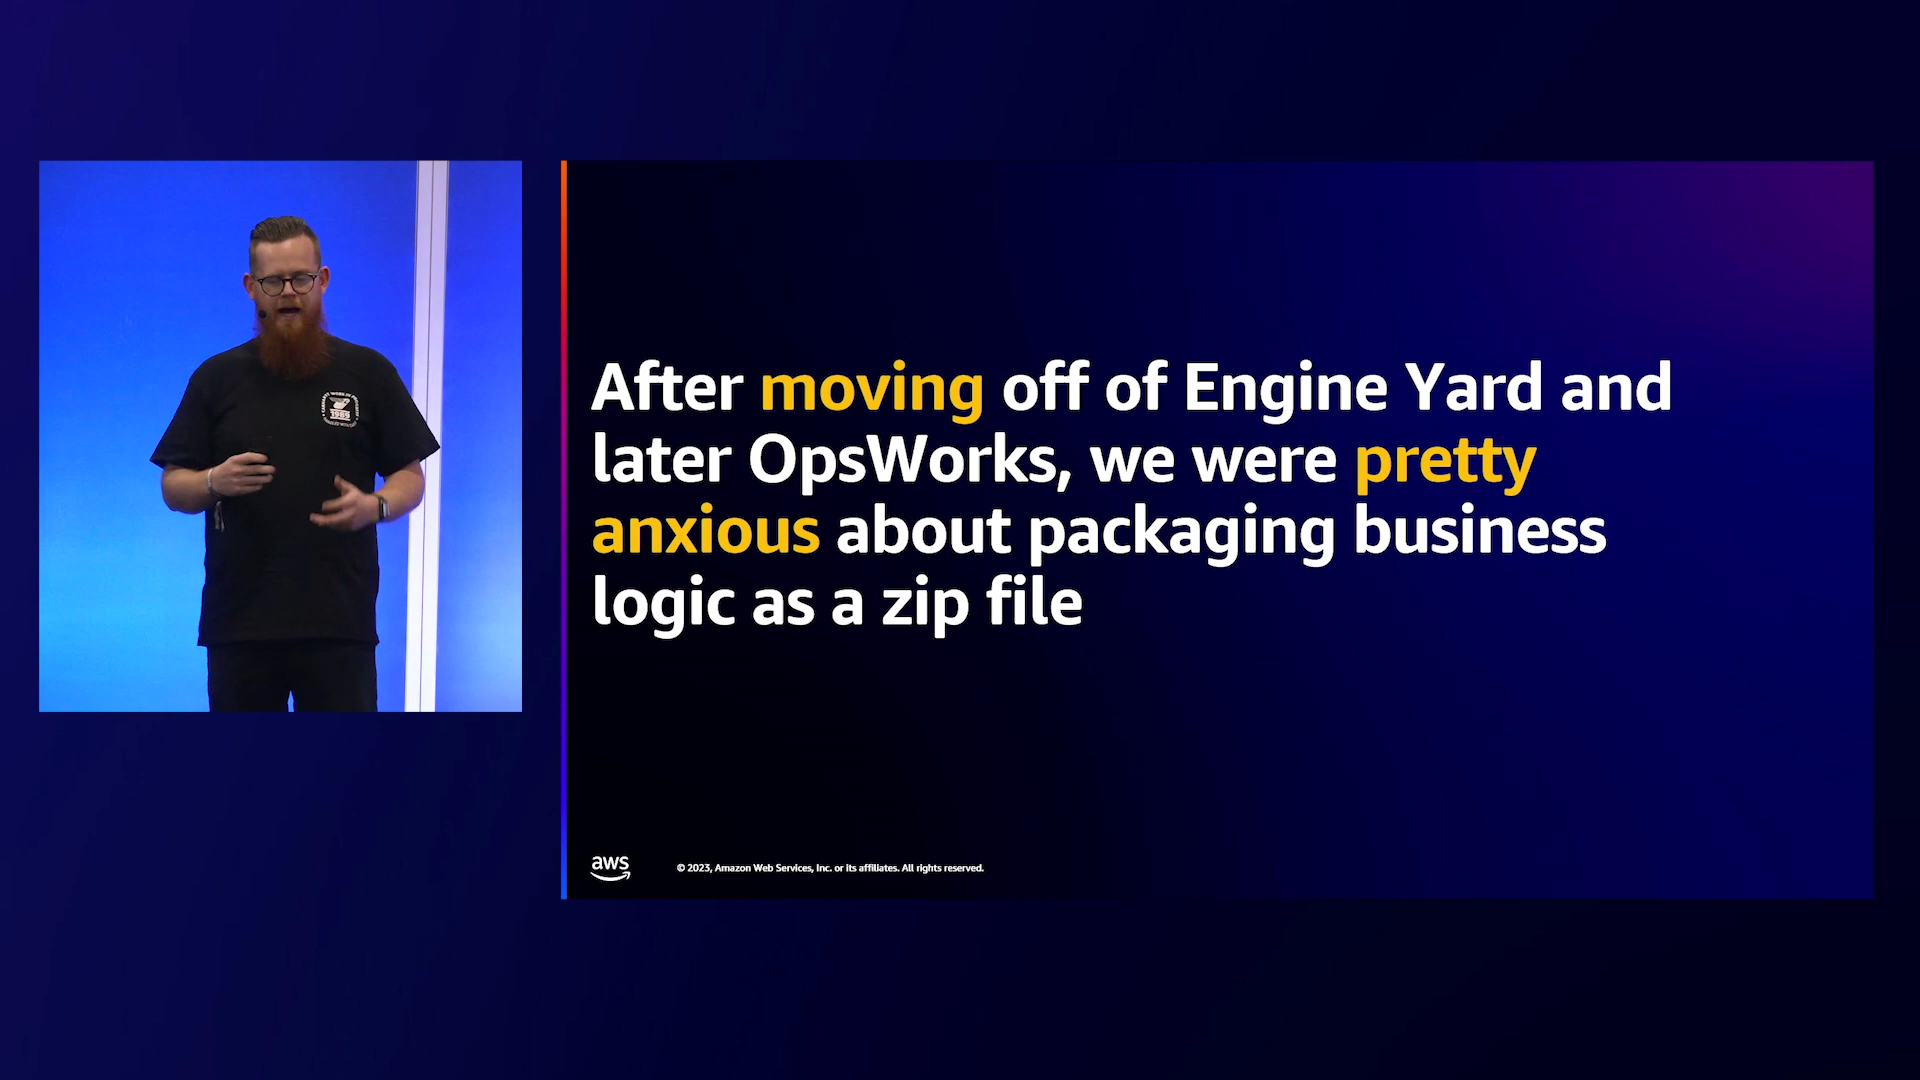 After moving off of Engine Yard and
later OpsWorks, we were pretty
anxious about packaging business
logic as a zip file
aws
© 2023, Amazon Web Services, Inc. or its affiliates. All rights reserved.
1989